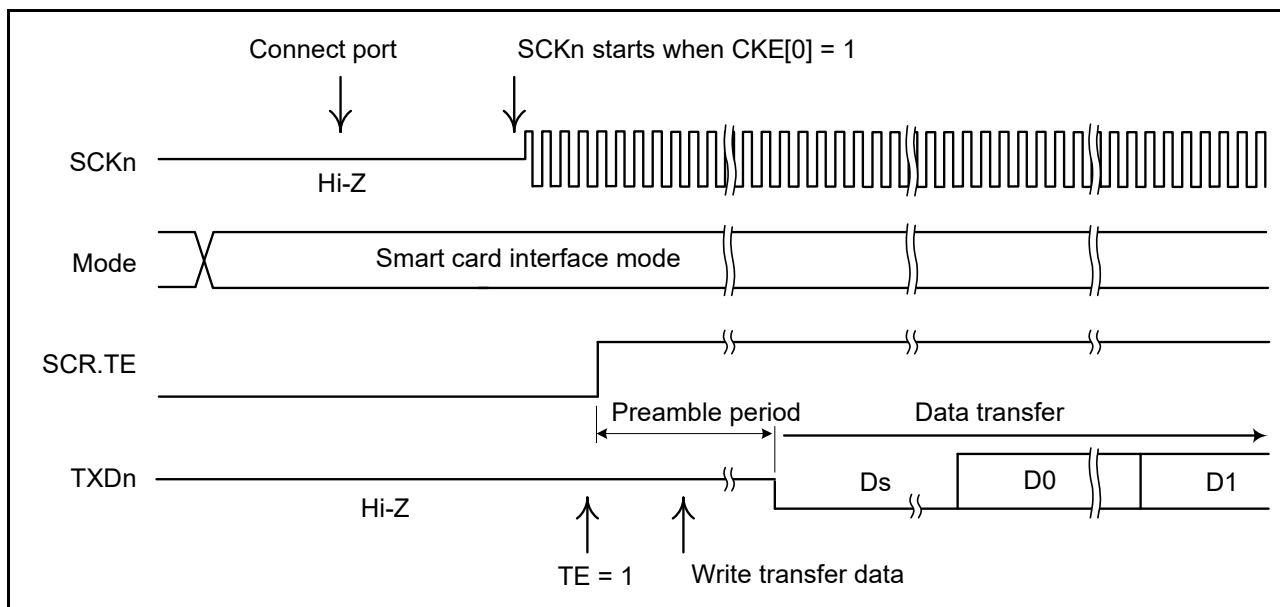 Connect port
SCKn starts when CKE[0] = 1
SCKn
Hi-Z
Mode
Smart card interface mode
SCR.TE
Preamble period
Data transfer
TXDn
Ds
D0
D1
Hi-Z
TE = 1
Write transfer data